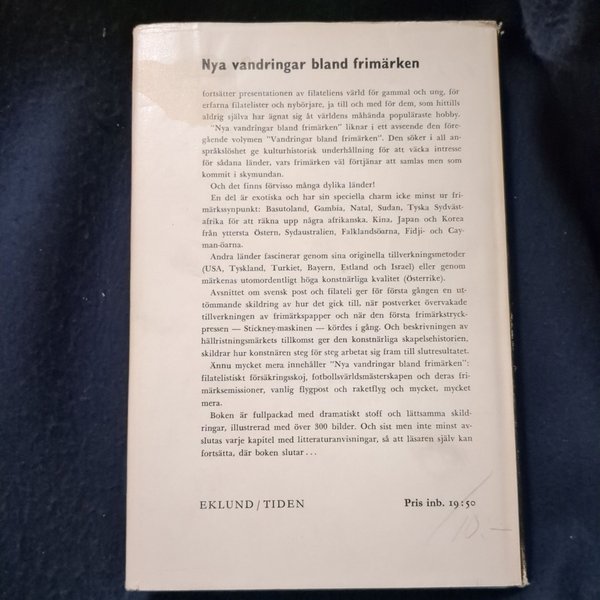 Nya vandringar bland frimärken
fortsätter presentationen av filateliens värld för gammal och ung, för
erfarna filatelister och nybörjare, ja till och med för dem, som hittills
aldrig själva har ägnat sig åt världens måhända populäraste hobby.
"Nya vandringar bland frimärken" liknar i ett avseende den före-
gående volymen "Vandringar bland frimärken". Den söker i all an-
språkslöshet ge kulturhistorisk underhållning för att väcka intresse
för sådana länder, vars frimärken väl förtjänar att samlas men som
kommit i skymundan.
Och det finns förvisso många dylika länder!
En del är exotiska och har sin speciella charm icke minst ur fri-
märkssynpunkt: Basutoland, Gambia, Natal, Sudan, Tyska Sydväst-
afrika för att räkna upp några afrikanska, Kina, Japan och Korea
från yttersta Östern, Sydaustralien, Falklandsöarna, Fidji- och Cay-
man-öarna.
Andra länder fascinerar genom sina originella tillverkningsmetoder
(USA, Tyskland, Turkiet, Bayern, Estland och Israel) eller genom
märkenas utomordentligt höga konstnärliga kvalitet (Österrike).
Avsnittet om svensk post och filateli ger för första gången en ut-
tömmande skildring av hur det gick till, när postverket övervakade
tillverkningen av frimärkspapper och när den första frimärkstryck-
pressen — Stickney-maskinen — kördes i gång. Och beskrivningen av
hällristningsmärkets tillkomst ger den konstnärliga skapelsehistorien,
skildrar hur konstnären steg för steg arbetat sig fram till slutresultatet.
Ännu mycket mera innehåller "Nya vandringar bland frimärken":
filatelistiskt försäkringsskoj, fotbollsvärldsmästerskapen och deras fri-
märksemissioner, vanlig flygpost och raketflyg och mycket, mycket
mera.
Boken är fullpackad med dramatiskt stoff och lättsamma skild-
ringar, illustrerad med över 300 bilder. Och sist men inte minst av-
slutas varje kapitel med litteraturanvisningar, så att läsaren själv kan
fortsätta, där boken slutar...
EKLUND/TIDEN Pris inb. 19:50